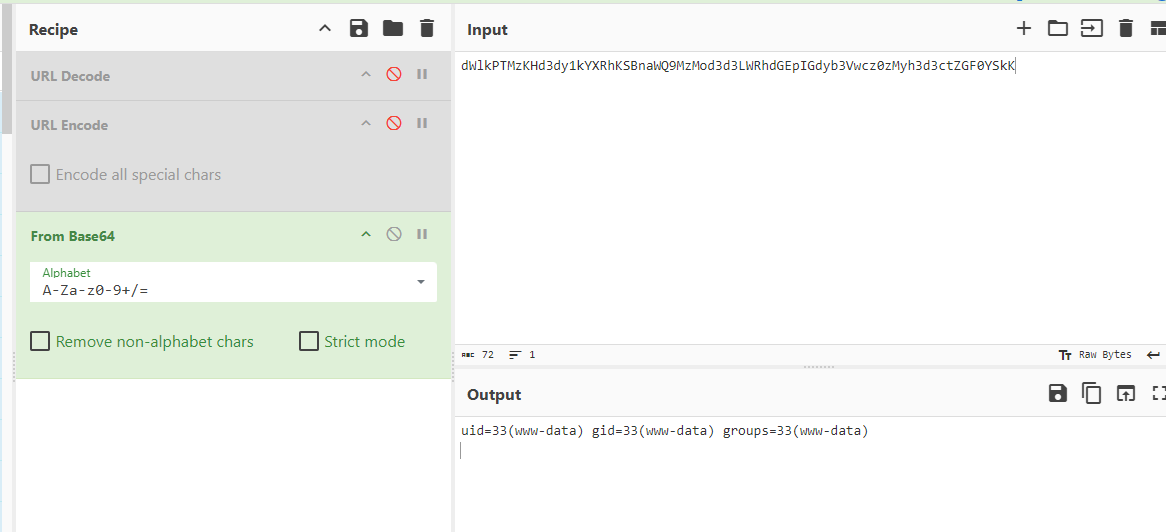 Recipe
URL Decode
URL Encode
Encode all special chars
From Base64
Alphabet
A-Za-z0-9+/=
Remove non-alphabet chars Strict mode
Input
dWlkPTMzKHd3dy1kYXRhKSBnaWQ9MzMod3d3LWRhdGEpIGdyb3Vwcz0zMyh3d3ctZGF0YSkK
ABC 72 1 Tт Raw Bytes
Output
uid=33(www-data) gid=33(www-data) groups=33(www-data)